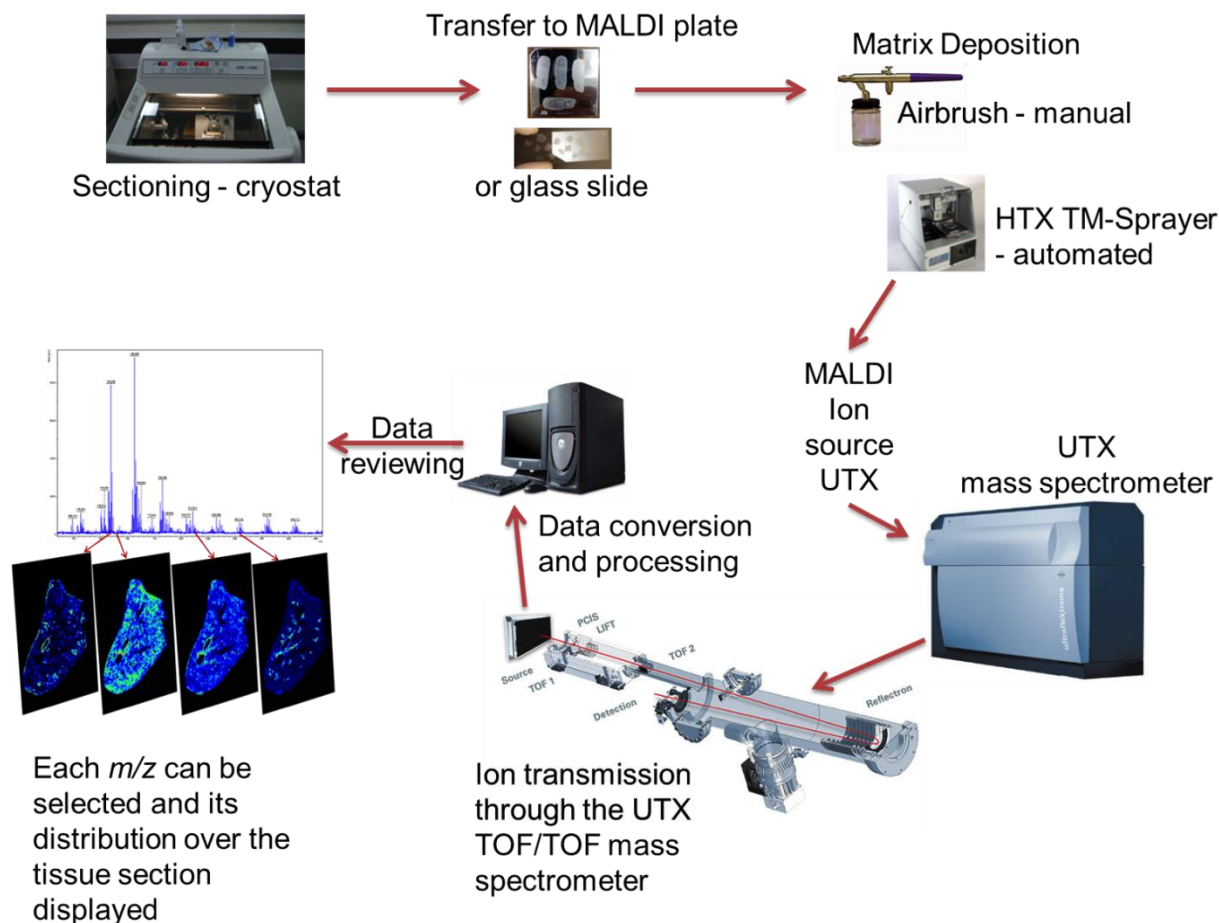 Transfer to MALDI plate
Matrix Deposition
Airbrush - manual
Sectioning - cryostat
or glass slide
HTX TM-Sprayer
- automated
MALDI
Ion
source
UTX
UTX
mass spectrometer
ultrafleXtreme
Data
reviewing
Data conversion
and processing
PCIS
LIFT
Source
TOF 1
TOF 2
Detection
Reflectron
Each m/z can be
selected and its
distribution over the
tissue section
displayed
Ion transmission
through the UTX
TOF/TOF mass
spectrometer